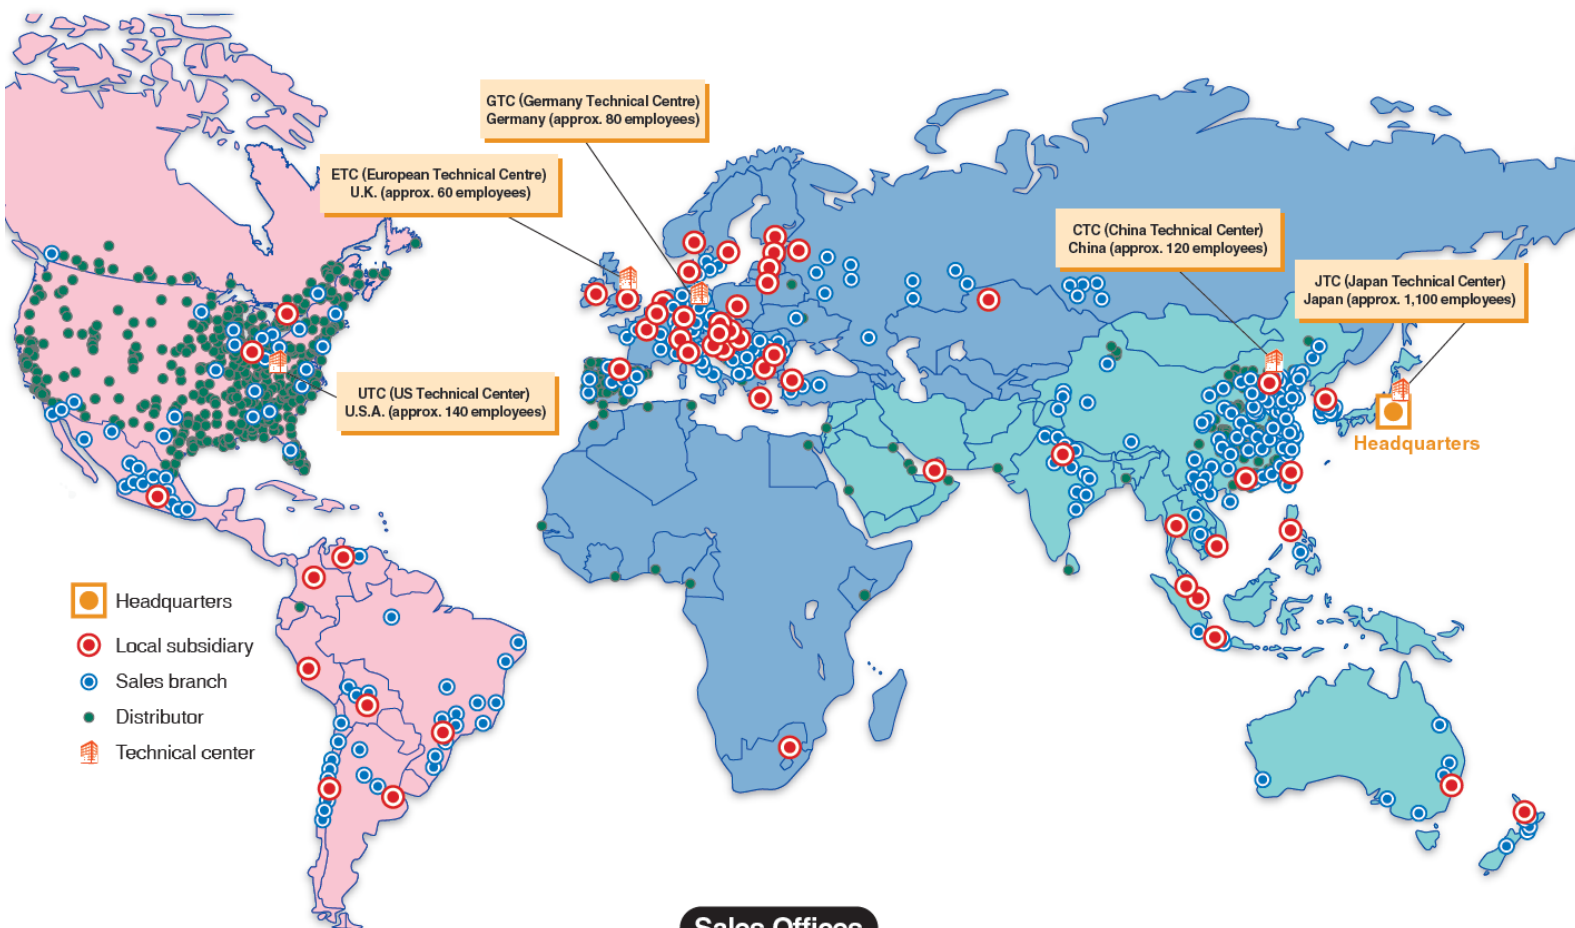 GTC (Germany Technical Centre)
Germany (approx. 80 employees)
ETC (European Technical Centre)
U.K. (approx. 60 employees)
CTC (China Technical Center)
China (approx. 120 employees)
JTC (Japan Technical Center)
Japan (approx. 1,100 employees)
UTC (US Technical Center)
U.S.A. (approx. 140 employees)
Headquarters
Headquarters
Local subsidiary
Sales branch
Distributor
Technical center
Sales Offices